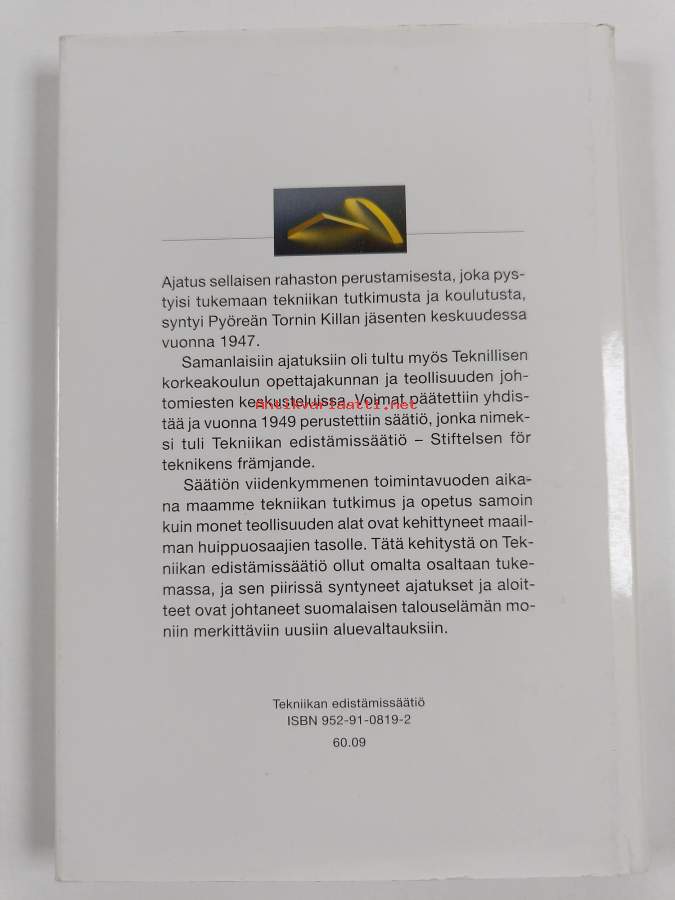 Ajatus sellaisen rahaston perustamisesta, joka pys-
tyisi tukemaan tekniikan tutkimusta ja koulutusta,
syntyi Pyöreän Tornin Killan jäsenten keskuudessa
vuonna 1947.
Samanlaisiin ajatuksiin oli tultu myös Teknillisen
korkeakoulun opettajakunnan ja teollisuuden joh-
tomiesten keskusteluissa. Voimat päätettiin yhdis-
Antikvariaatti.net
tää ja vuonna 1949 perustettiin säätiö, jonka nimek-
si tuli Tekniikan edistämissäätiö – Stiftelsen för
teknikens främjande.
Säätiön viidenkymmenen toimintavuoden aika-
na maamme tekniikan tutkimus ja opetus samoin
kuin monet teollisuuden alat ovat kehittyneet maail-
man huippuosaajien tasolle. Tätä kehitystä on Tek-
niikan edistämissäätiö ollut omalta osaltaan tuke-
massa, ja sen piirissä syntyneet ajatukset ja aloit-
teet ovat johtaneet suomalaisen talouselämän mo-
niin merkittäviin uusiin aluevaltauksiin.
Tekniikan edistämissäätiö
ISBN 952-91-0819-2
60.09